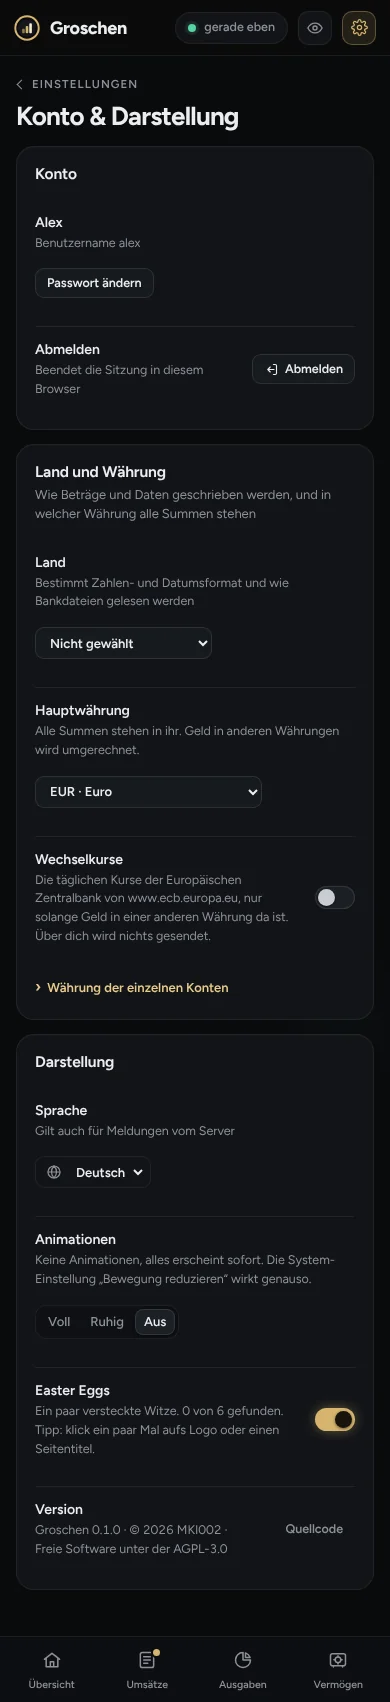 Groschen
gerade eben
EINSTELLUNGEN
Konto & Darstellung
Konto
Alex
Benutzername alex
Passwort ändern
Abmelden
Beendet die Sitzung in diesem
Browser
Abmelden
Land und Währung
Wie Beträge und Daten geschrieben werden, und in
welcher Währung alle Summen stehen
Land
Bestimmt Zahlen- und Datumsformat und wie
Bankdateien gelesen werden
Nicht gewählt
Hauptwährung
Alle Summen stehen in ihr. Geld in anderen Währungen
wird umgerechnet.
EUR · Euro
Wechselkurse
Die täglichen Kurse der Europäischen
Zentralbank von www.ecb.europa.eu, nur
solange Geld in einer anderen Währung da ist.
Über dich wird nichts gesendet.
› Währung der einzelnen Konten
Darstellung
Sprache
Gilt auch für Meldungen vom Server
Deutsch
Animationen
Keine Animationen, alles erscheint sofort. Die System-
Einstellung „Bewegung reduzieren“ wirkt genauso.
Voll Ruhig Aus
Easter Eggs
Ein paar versteckte Witze. 0 von 6 gefunden.
Tipp: klick ein paar Mal aufs Logo oder einen
Seitentitel.
Version
Groschen 0.1.0 · © 2026 MKI002 ·
Freie Software unter der AGPL-3.0
Quellcode
Übersicht Umsätze Ausgaben Vermögen